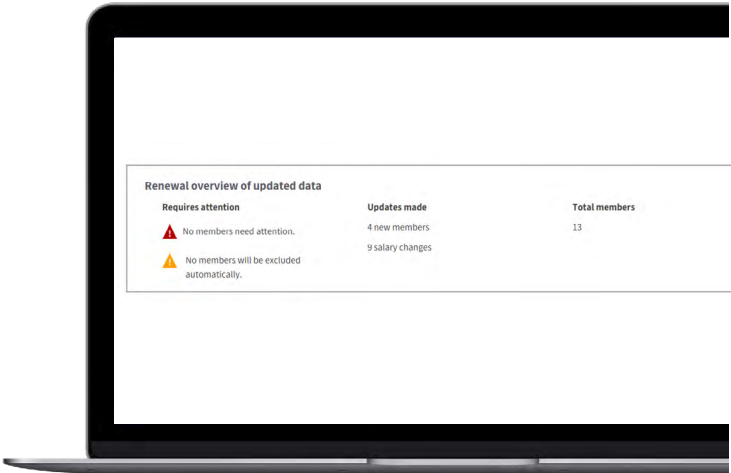 Renewal overview of updated data
Requires attention
No members need attention.
No members will be excluded
automatically.
Updates made
4 new members
9 salary changes
Total members
13